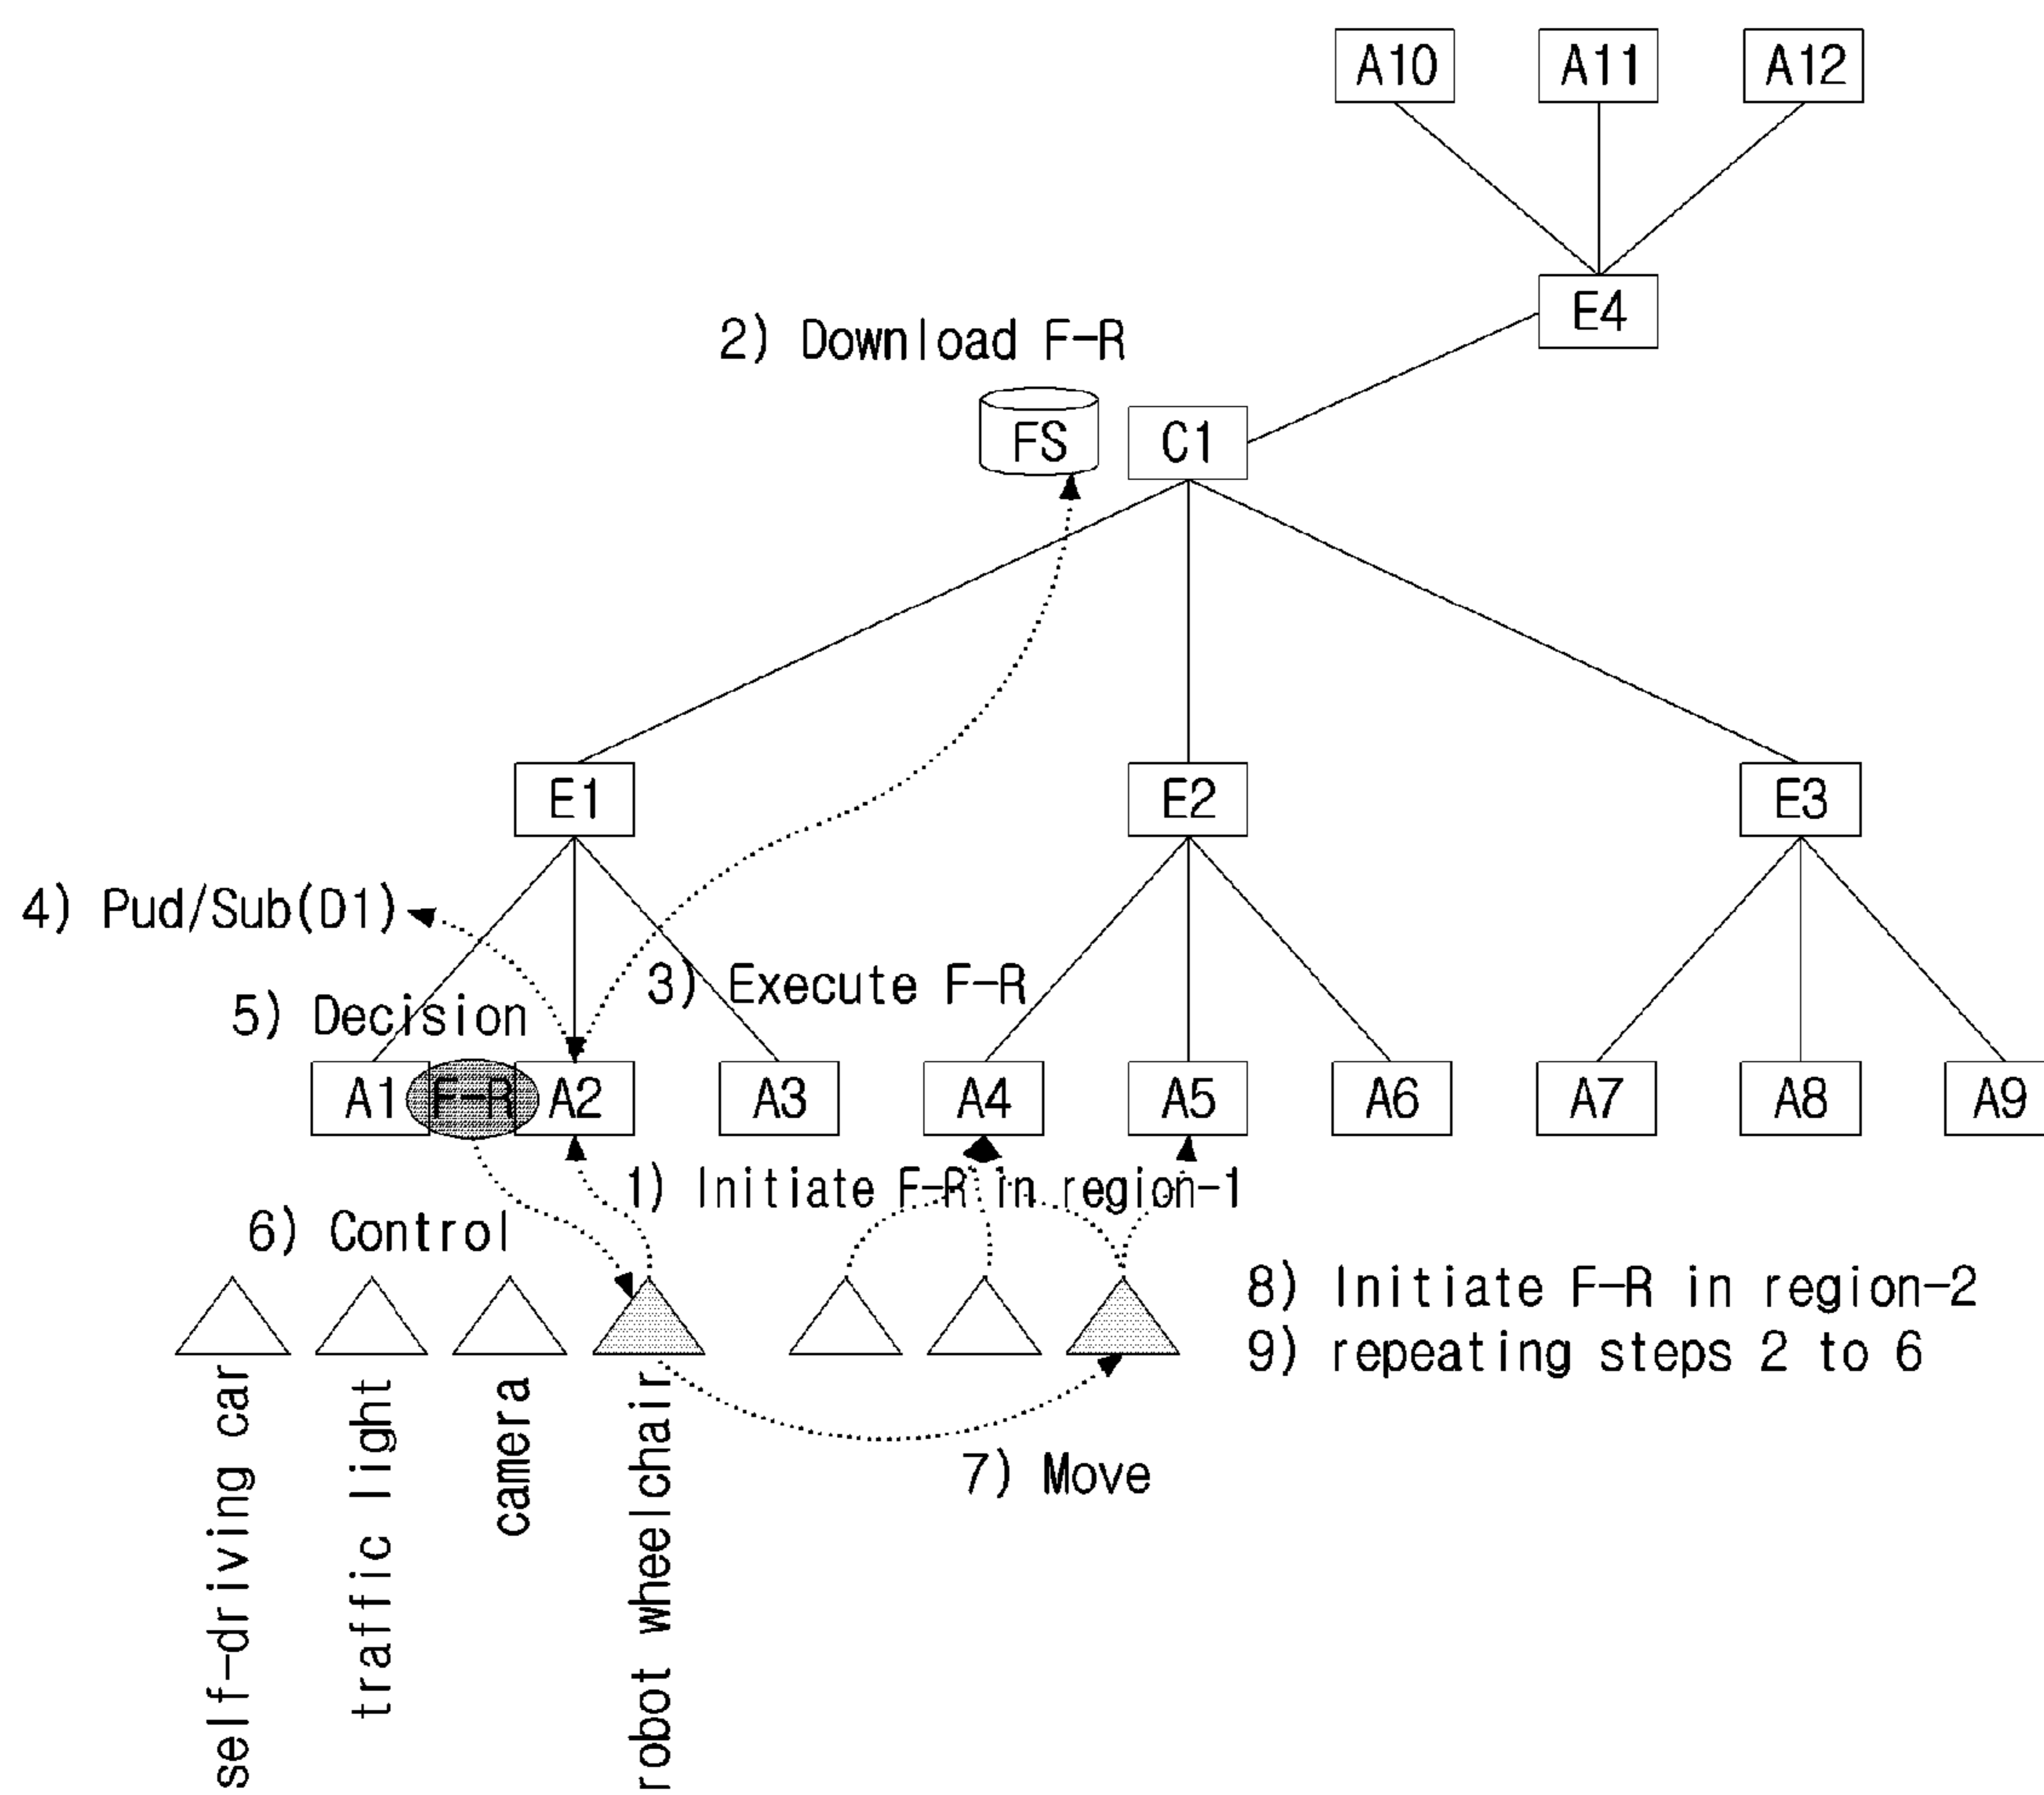 A10
A11
A12
E4
2) Download F-R
FS
C1
E1
E2
E3
4) Pud/Sub(D1)
3) Execute F-R
5) Decision
A1
F-R
A2
A3
A4
A5
A6
A7
A8
A9
1) Initiate F-R in region-1
6) Control
8) Initiate F-R in region-2
9) repeating steps 2 to 6
self-driving car
traffic light
camera
robot wheelchair
7) Move